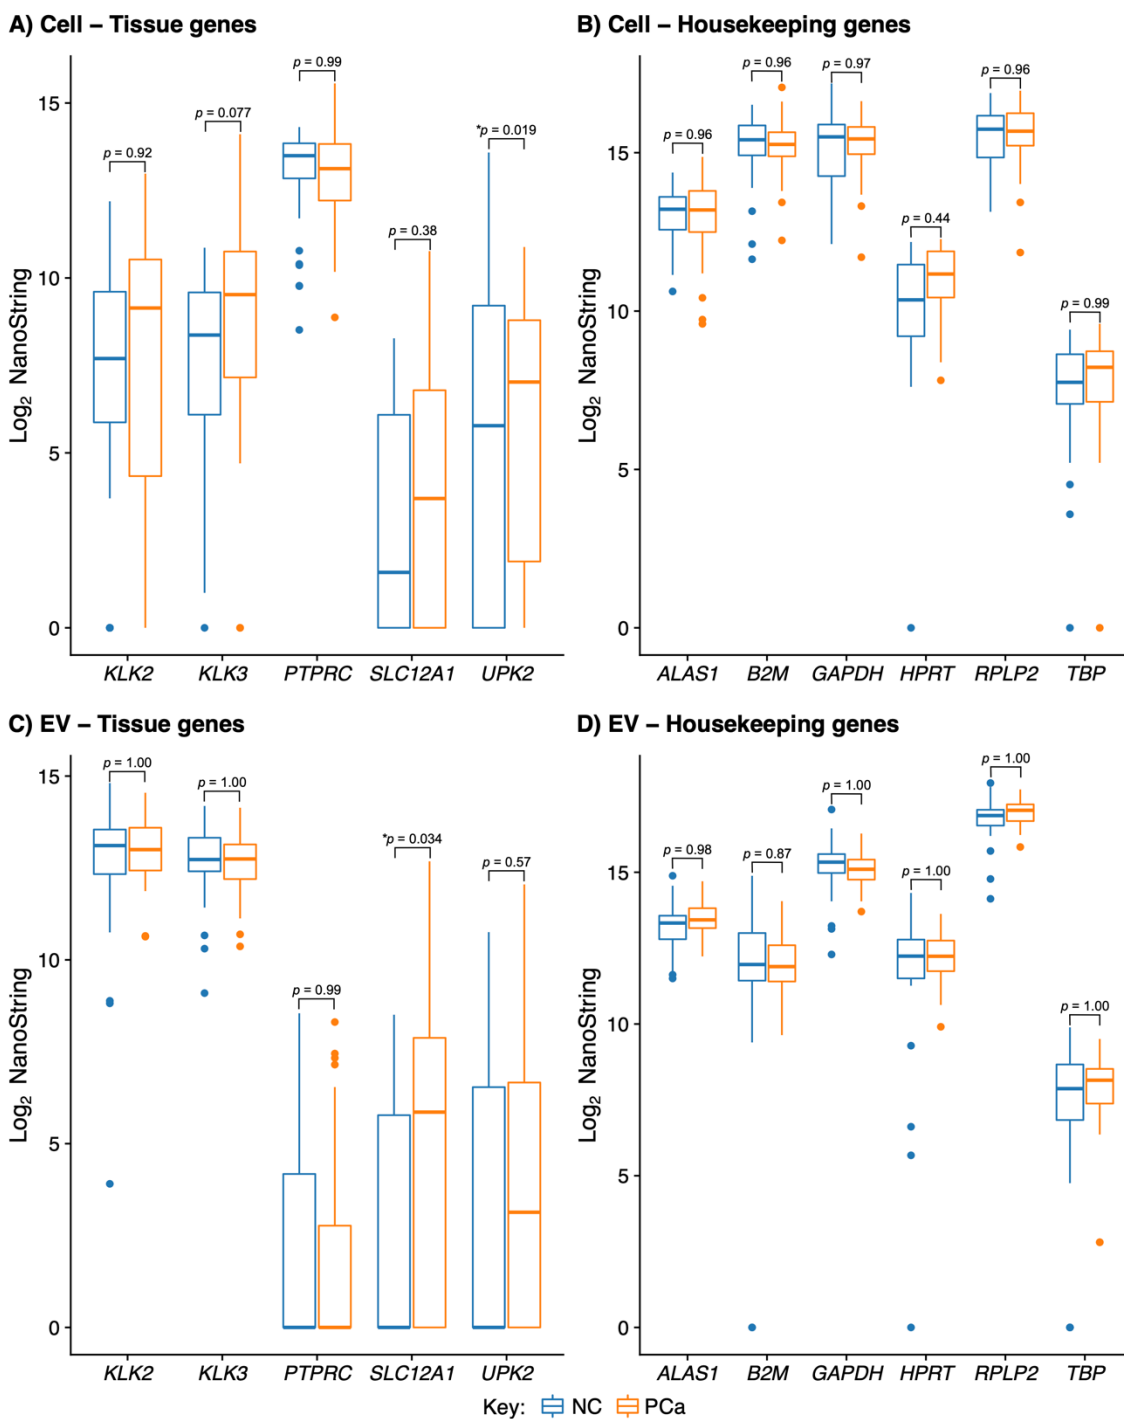 A) Cell – Tissue genes
p = 0.99
p = 0.077
*p = 0.019
p = 0.92
p = 0.38
15
10
5
0
Log2 NanoString
KLK2 KLK3 PTPRC SLC12A1 UPK2
B) Cell – Housekeeping genes
p = 0.96
p = 0.97
p = 0.96
p = 0.96
p = 0.44
p = 0.99
15
10
5
0
Log2 NanoString
ALAS1 B2M GAPDH HPRT RPLP2 TBP
C) EV – Tissue genes
p = 1.00
p = 1.00
*p = 0.034
p = 0.57
p = 0.99
15
10
5
0
Log2 NanoString
KLK2 KLK3 PTPRC SLC12A1 UPK2
D) EV – Housekeeping genes
p = 1.00
p = 1.00
p = 0.98
p = 0.87
p = 1.00
p = 1.00
15
10
5
0
Log2 NanoString
ALAS1 B2M GAPDH HPRT RPLP2 TBP
Key: NC PCa